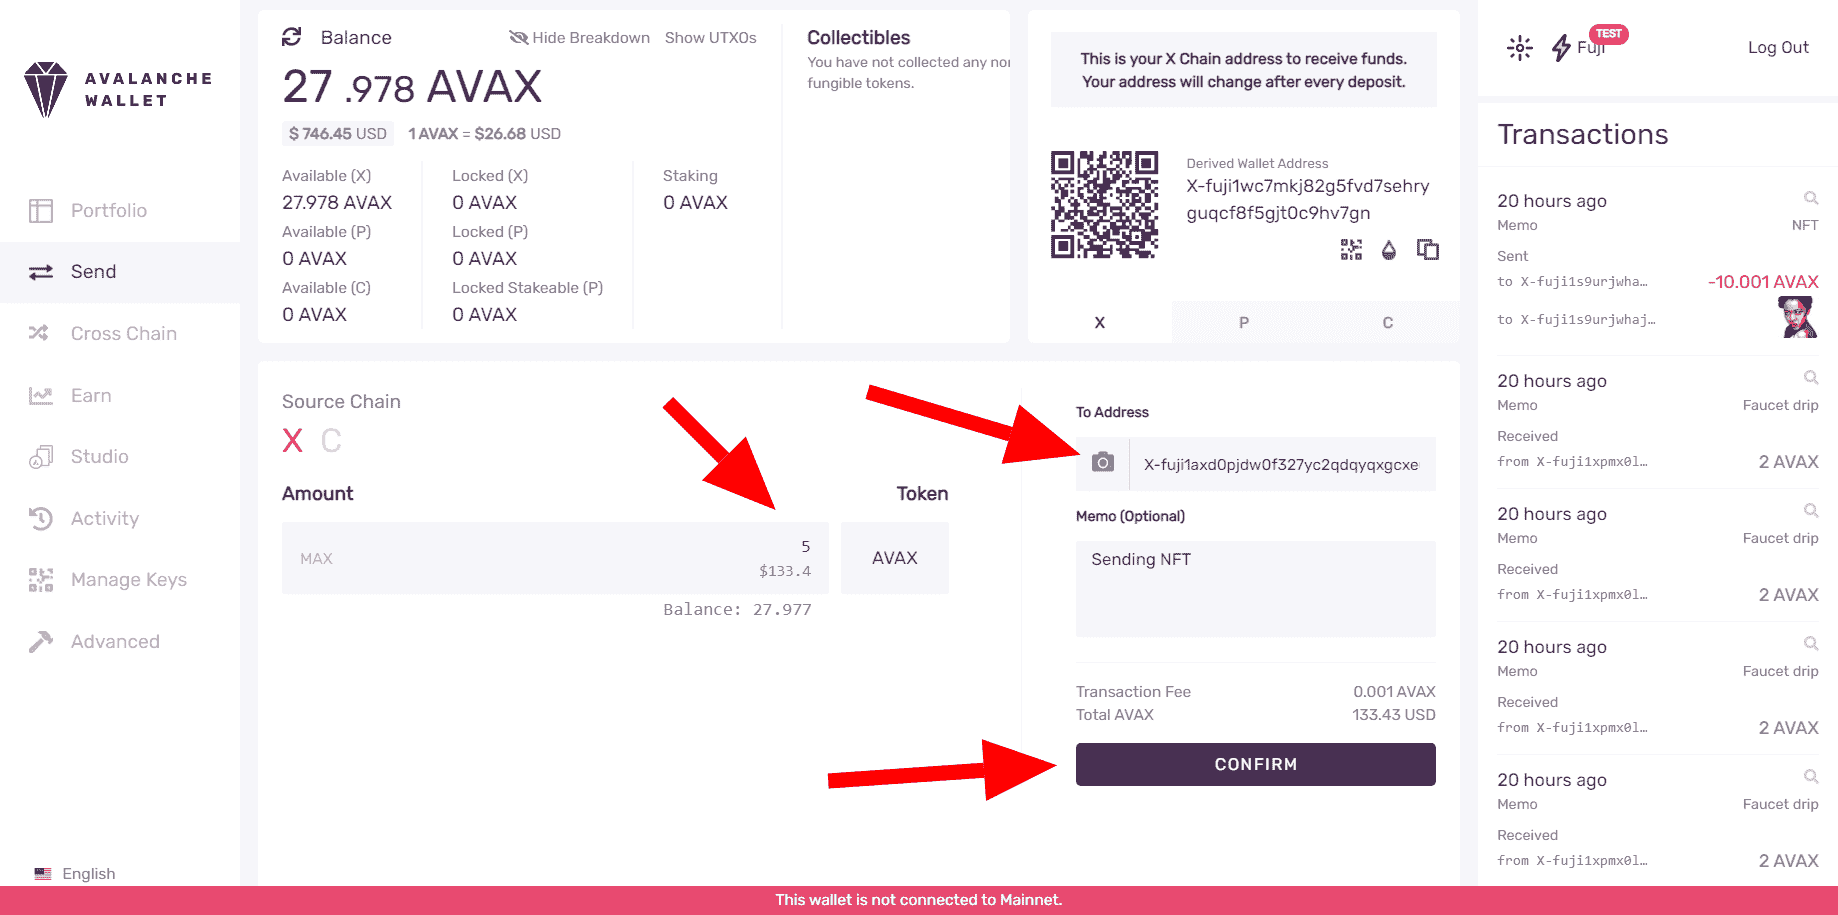 AVALANCHE
WALLET
Portfolio
Send
Cross Chain
Earn
Studio
Activity
Manage Keys
Advanced
English
Balance
Hide Breakdown
Show UTXOs
27 .978 AVAX
$ 746.45 USD
1 AVAX = $26.68 USD
Available (X)
27.978 AVAX
Available (P)
0 AVAX
Available (C)
0 AVAX
Locked (X)
0 AVAX
Locked (P)
0 AVAX
Locked Stakeable (P)
0 AVAX
Staking
0 AVAX
Collectibles
You have not collected any non
fungible tokens.
This is your X Chain address to receive funds.
Your address will change after every deposit.
Derived Wallet Address
X-fuji1wc7mkj82g5fvd7sehry
guqcf8f5gjt0c9hv7gn
X
P
C
Source Chain
X C
Amount
Token
MAX
5
$133.4
AVAX
Balance: 27.977
To Address
X-fuji1axd0pjdw0f327yc2qdqyqxgcxe
Memo (Optional)
Sending NFT
Transaction Fee
0.001 AVAX
Total AVAX
133.43 USD
CONFIRM
TEST
Fuji
Log Out
Transactions
20 hours ago
Memo
NFT
Sent
to X-fuji1s9urjwha…
-10.001 AVAX
to X-fuji1s9urjwhaj…
20 hours ago
Memo
Faucet drip
Received
from X-fuji1xpmx0l…
2 AVAX
20 hours ago
Memo
Faucet drip
Received
from X-fuji1xpmx0l…
2 AVAX
20 hours ago
Memo
Faucet drip
Received
from X-fuji1xpmx0l…
2 AVAX
20 hours ago
Memo
Faucet drip
Received
from X-fuji1xpmx0l…
2 AVAX
This wallet is not connected to Mainnet.